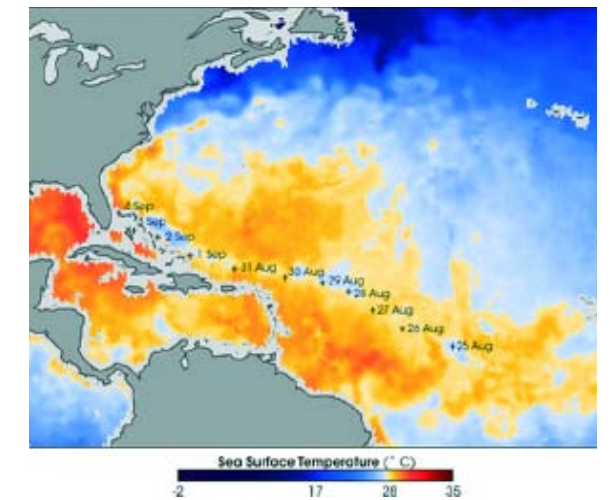 4 Sep
3 Sep
2 Sep
1 Sep
31 Aug
30 Aug
29 Aug
28 Aug
27 Aug
26 Aug
25 Aug
Sea Surface Temperature (° C)
-2 17 28 35